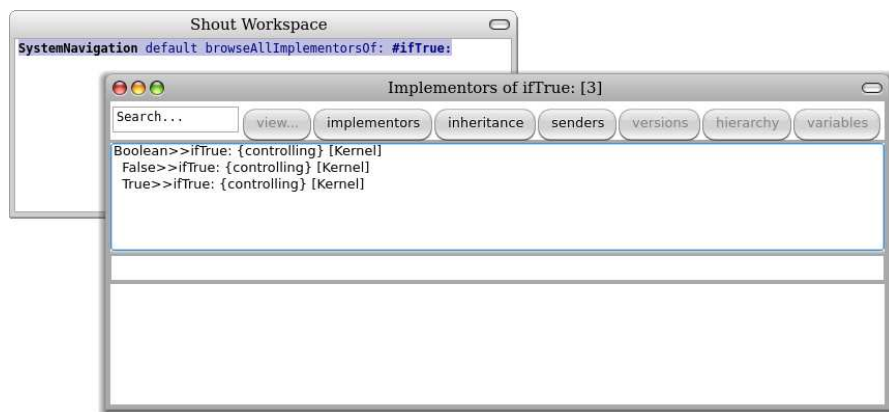 Shout Workspace
SystemNavigation default browseAllImplementorsOf: #ifTrue:
Implementors of ifTrue: [3]
Search... view... implementors inheritance senders versions hierarchy variables
Boolean>>ifTrue: {controlling} [Kernel]
False>>ifTrue: {controlling} [Kernel]
True>>ifTrue: {controlling} [Kernel]